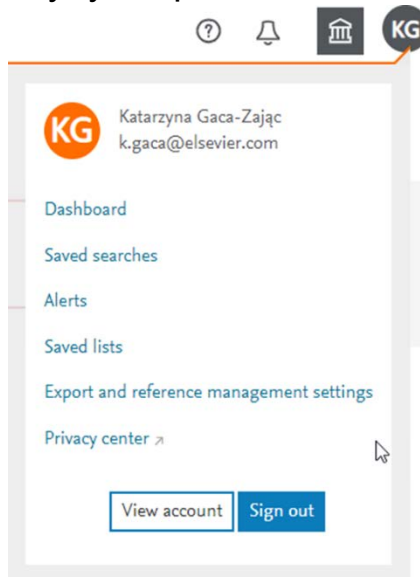 KG
KG
Katarzyna Gaca-Zając
k.gaca@elsevier.com
Dashboard
Saved searches
Alerts
Saved lists
Export and reference management settings
Privacy center
View account
Sign out